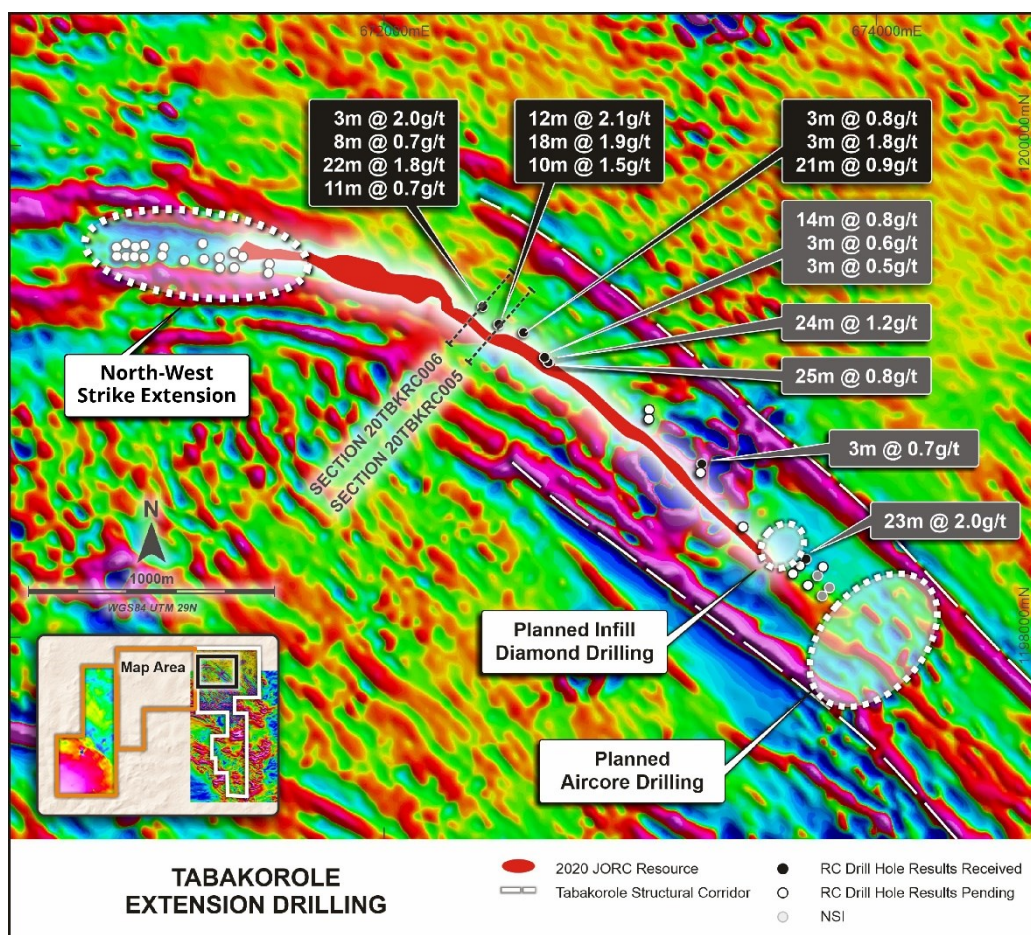 672000mE
674000mE
1200000mN
3m @ 2.0g/t
8m @ 0.7g/t
22m @ 1.8g/t
11m @ 0.7g/t
12m @ 2.1g/t
18m @ 1.9g/t
10m @ 1.5g/t
3m @ 0.8g/t
3m @ 1.8g/t
21m @ 0.9g/t
14m @ 0.8g/t
3m @ 0.6g/t
3m @ 0.5g/t
24m @ 1.2g/t
25m @ 0.8g/t
North-West
Strike Extension
SECTION 20TBKRC006
SECTION 20TBKRC005
3m @ 0.7g/t
23m @ 2.0g/t
N
1000m
WGS84 UTM 29N
1198000mN
Planned Infill
Diamond Drilling
Map Area
Planned
Aircore Drilling
TABAKOROLE
EXTENSION DRILLING
2020 JORC Resource
Tabakorole Structural Corridor
RC Drill Hole Results Received
RC Drill Hole Results Pending
NSI